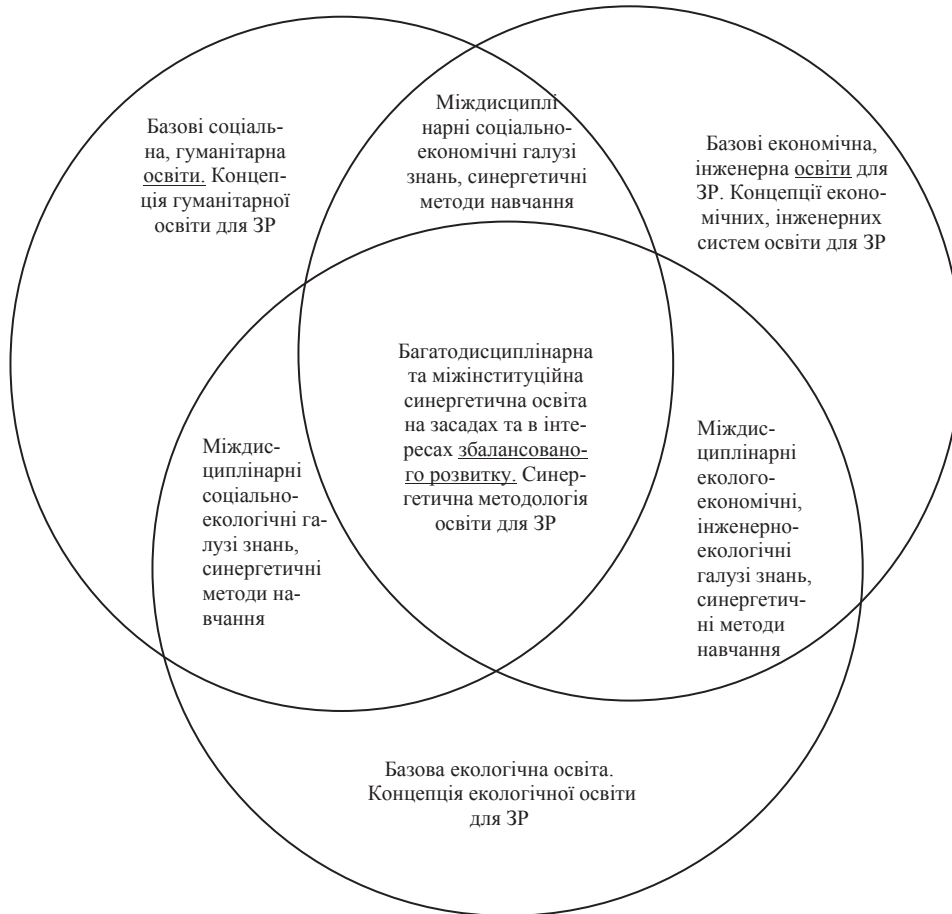 Базові соціаль-
на, гуманітарна
освіти. Концеп-
ція гуманітарної
освіти для ЗР
Міждисциплі
нарні соціально-
економічні галузі
знань, синергетичні
методи навчання
Базові економічна,
інженерна освіти для
ЗР. Концепції еконо-
мічних, інженерних
систем освіти для ЗР
Багатодисциплінарна
та міжінституційна
синергетична освіта
на засадах та в інте-
ресах збалансовано-
го розвитку. Синер-
гетична методологія
освіти для ЗР
Міждис-
циплінарні
соціально-
екологічні га-
лузі знань,
синергетичні
методи на-
вчання
Міждис-
циплінарні
еколого-
економічні,
інженерно-
екологічні
галузі знань,
синергетич-
ні методи
навчання
Базова екологічна освіта.
Концепція екологічної освіти
для ЗР